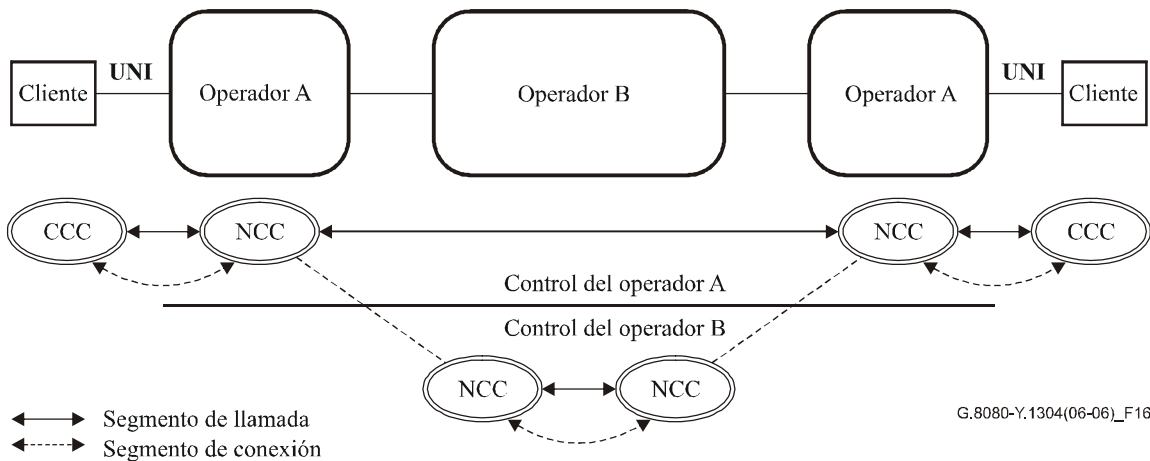 UNI
UNI
Cliente
Operador A
Operador B
Operador A
Cliente
CCC
NCC
NCC
CCC
Control del operador A
Control del operador B
NCC
NCC
Segmento de llamada
Segmento de conexión
G.8080-Y.1304(06-06)_F16